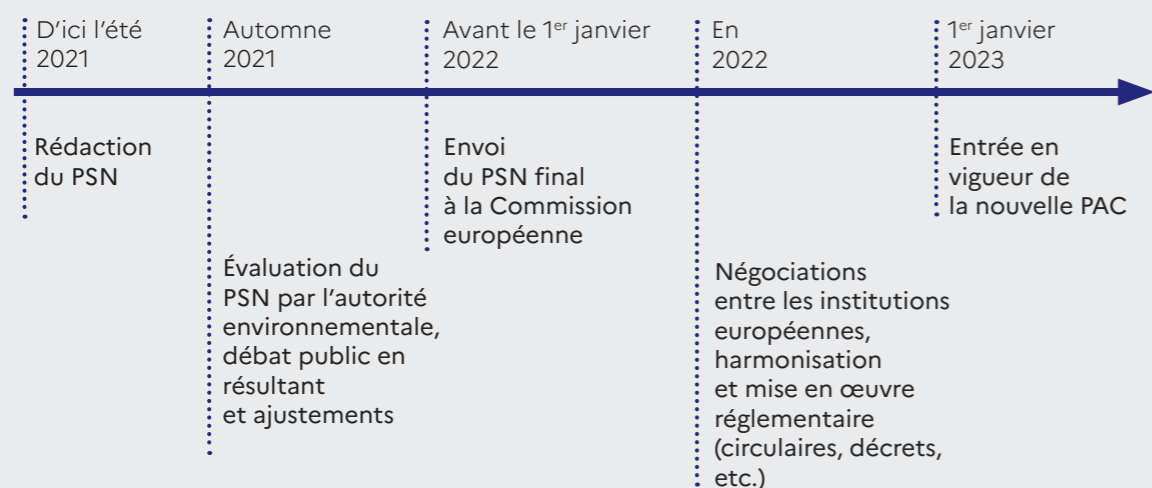 D'ici l'été
2021
Automne
2021
Avant le 1er janvier
2022
En
2022
1er janvier
2023
Rédaction
du PSN
Évaluation du
PSN par l'autorité
environnementale,
débat public en
résultant
et ajustements
Envoi
du PSN final
à la Commission
européenne
Négociations
entre les institutions
européennes,
harmonisation
et mise en œuvre
réglementaire
(circulaires, décrets,
etc.)
Entrée en
vigueur de
la nouvelle PAC